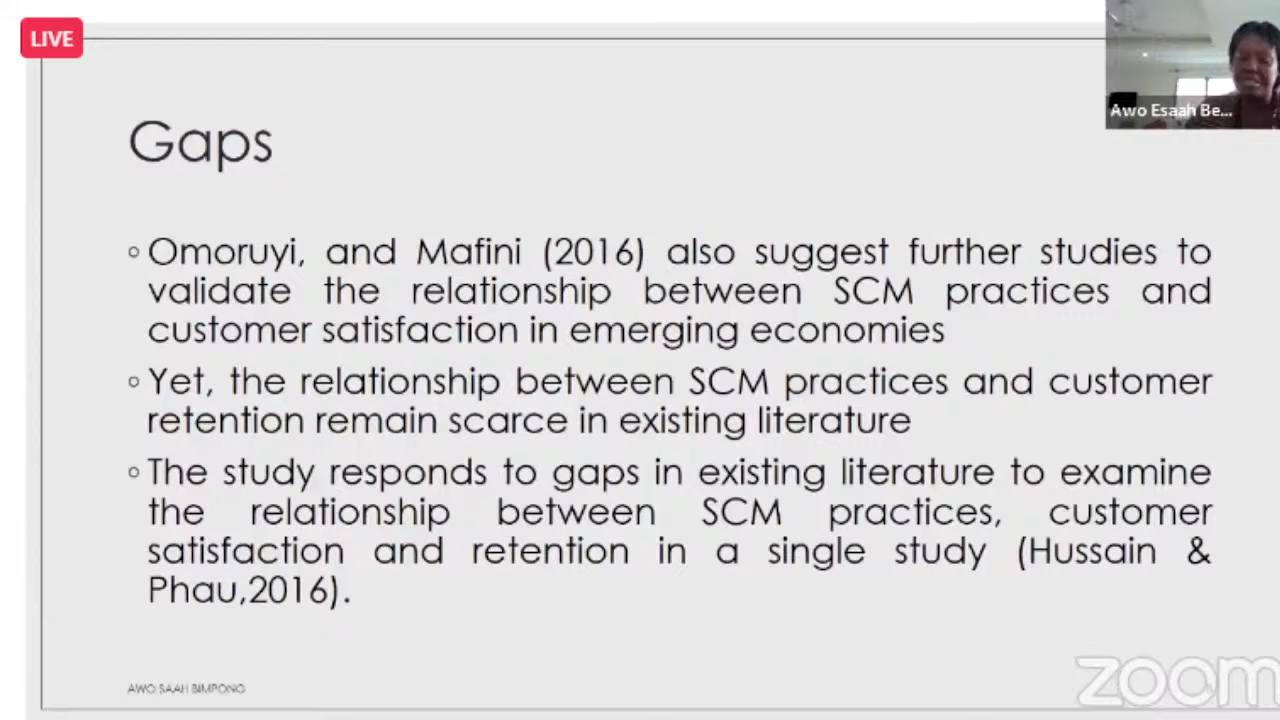 LIVE
Awo Esaah Be...
Gaps
◦ Omoruyi, and Mafini (2016) also suggest further studies to
validate the relationship between SCM practices and
customer satisfaction in emerging economies
◦ Yet, the relationship between SCM practices and customer
retention remain scarce in existing literature
◦ The study responds to gaps in existing literature to examine
the relationship between SCM practices, customer
satisfaction and retention in a single study (Hussain &
Phau,2016).
AWO SAAH BIMPONG
zoom